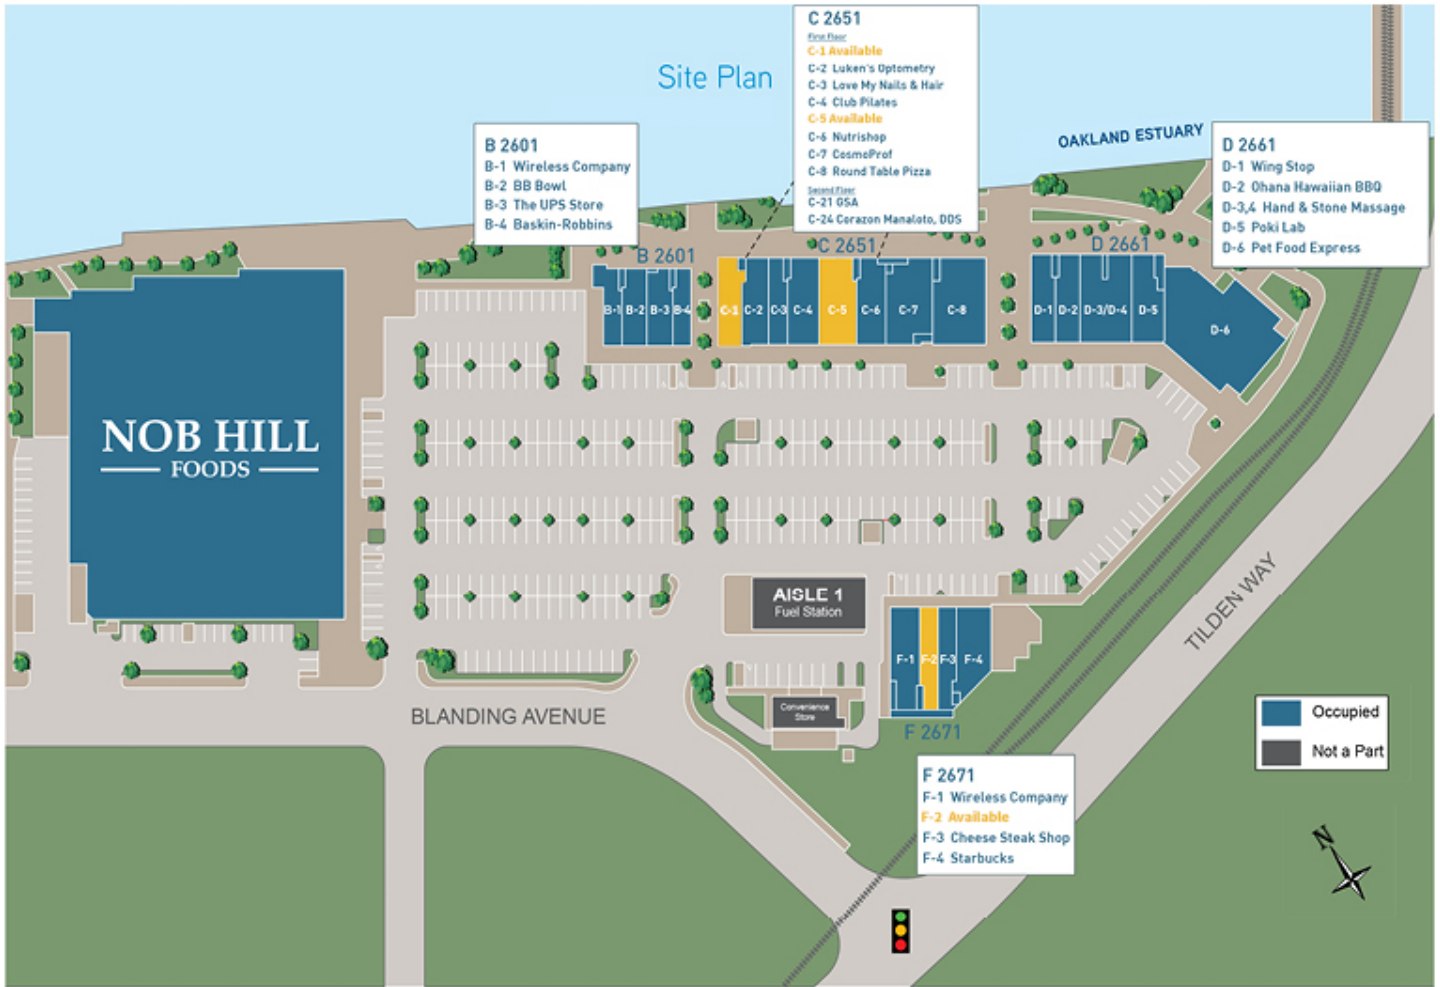 Site Plan
C 2651
First Floor
C-1 Available
C-2 Luken's Optometry
C-3 Love My Nails & Hair
C-4 Club Pilates
C-5 Available
C-6 Nutrishop
C-7 CosmoProf
C-8 Round Table Pizza
Second Floor
C-21 GSA
C-24 Corazon Manaloto, DDS
B 2601
B-1 Wireless Company
B-2 BB Bowl
B-3 The UPS Store
B-4 Baskin-Robbins
OAKLAND ESTUARY
D 2661
D-1 Wing Stop
D-2 Ohana Hawaiian BBQ
D-3,4 Hand & Stone Massage
D-5 Poki Lab
D-6 Pet Food Express
B 2601
C 2651
D 2661
B-1
B-2
B-3
B-4
C-1
C-2
C-3
C-4
C-5
C-6
C-7
C-8
D-1
D-2
D-3/D-4
D-5
D-6
NOB HILL
FOODS
AISLE 1
Fuel Station
TILDEN WAY
F-1
F-2
F-3
F-4
Convenience
Store
BLANDING AVENUE
F 2671
F 2671
F-1 Wireless Company
F-2 Available
F-3 Cheese Steak Shop
F-4 Starbucks
Occupied
Not a Part
N